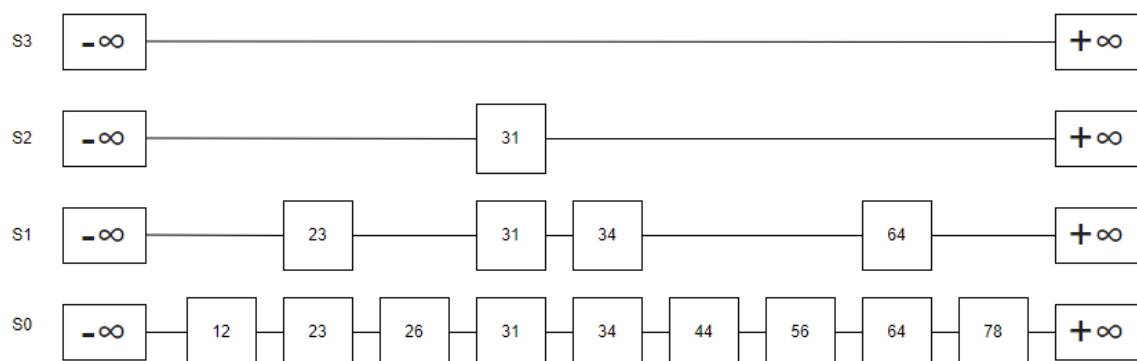 S3 -∞ +∞
S2 -∞ 31 +∞
S1 -∞ 23 31 34 64 +∞
S0 -∞ 12 23 26 31 34 44 56 64 78 +∞